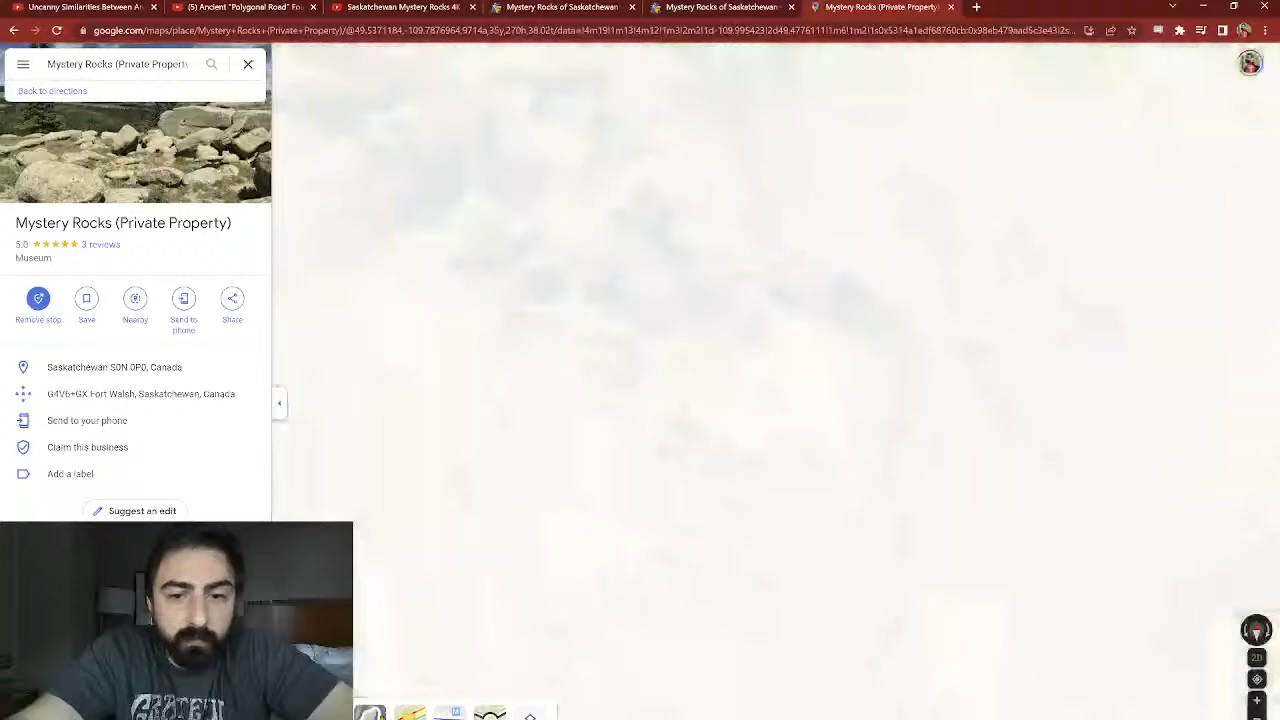 Uncanny Similarities Between An
(5) Ancient "Polygonal Road" Fou
Saskatchewan Mystery Rocks 4K
Mystery Rocks of Saskatchewan
Mystery Rocks of Saskatchewan
Mystery Rocks (Private Property)
Mystery Rocks (Private Property
Back to directions
Mystery Rocks (Private Property)
5.0 3 reviews
Museum
Remove stop
Save
Nearby
Send to phone
Share
Saskatchewan S0N 0P0, Canada
G4V6+GX Fort Walsh, Saskatchewan, Canada
Send to your phone
Claim this business
Add a label
Suggest an edit
2D